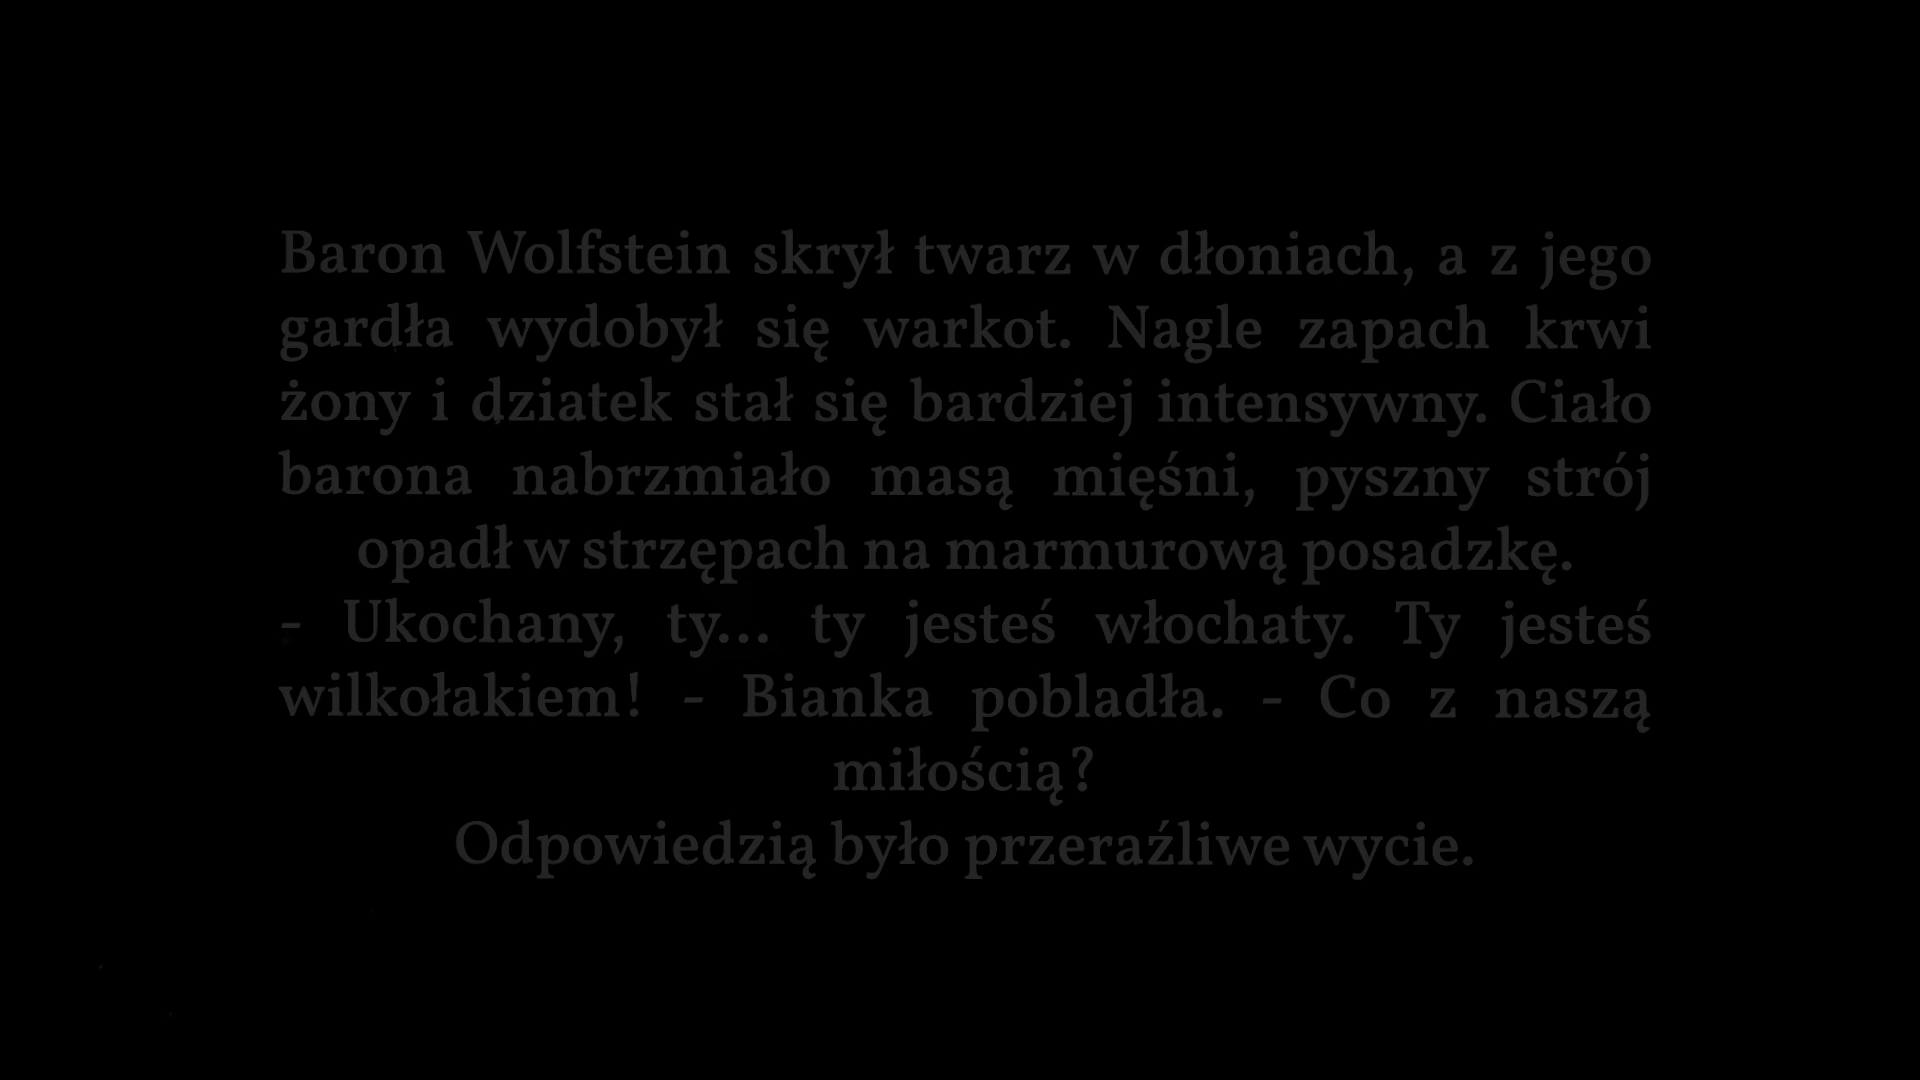 Baron Wolfstein skrył twarz w dłoniach, a z jego
gardła wydobył się warkot. Nagle zapach krwi
żony i dziatek stał się bardziej intensywny. Ciało
barona nabrzmiało masą mięśni, pyszny strój
opadł w strzępach na marmurową posadzkę.
- Ukochany, ty... ty jesteś włochaty. Ty jesteś
wilkołakiem! - Bianka pobladła. - Co z naszą
miłością?
Odpowiedzią było przeraźliwe wycie.